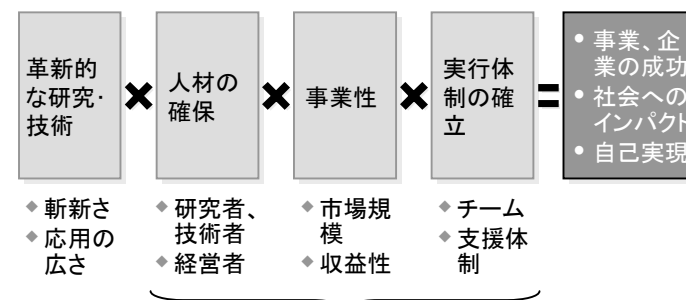 革新的
な研究・
技術
人材の
確保
事業性
実行体
制の確
立
• 事業、企
業の成功
• 社会への
インパクト
• 自己実現
斬新さ
応用の
広さ
研究者、
技術者
経営者
市場規
模
収益性
チーム
支援体
制